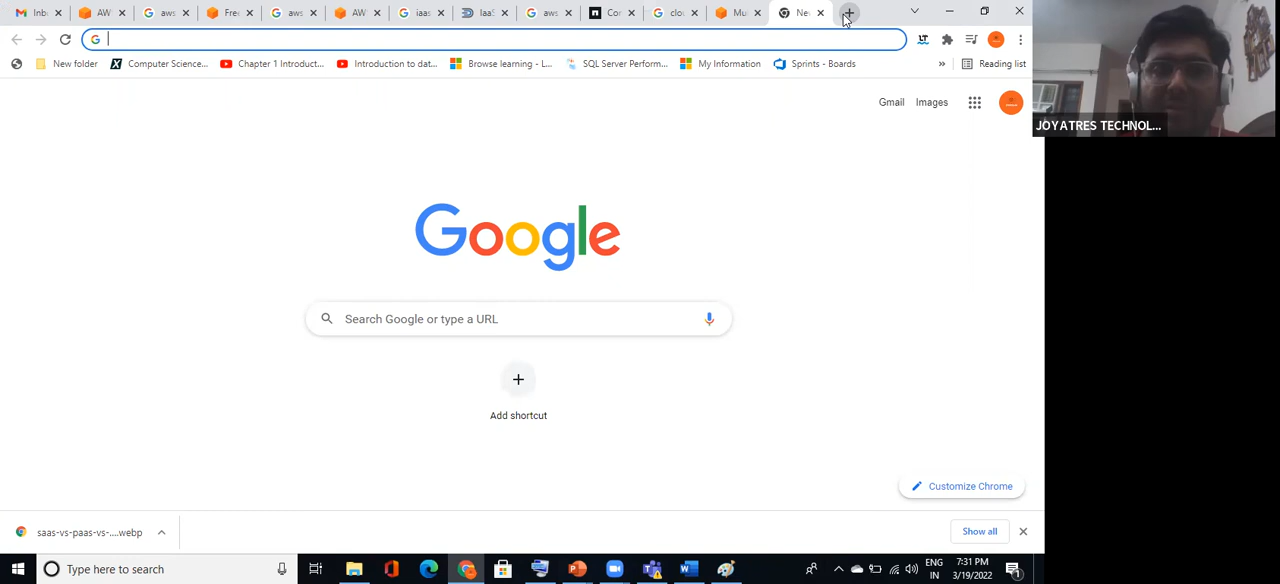 Inb
AW
aws
Free
aws
AW
iaas
IaaS
aws
Cor
clou
Mu
Ne
New folder
Computer Science...
Chapter 1 Introduct...
Introduction to dat...
Browse learning - L...
SQL Server Perform...
My Information
Sprints - Boards
»
Reading list
Gmail
Images
JOYATRES TECHNOL...
Google
Search Google or type a URL
Add shortcut
Customize Chrome
saas-vs-paas-vs-....webp
Show all
Type here to search
ENG
IN
7:31 PM
3/19/2022